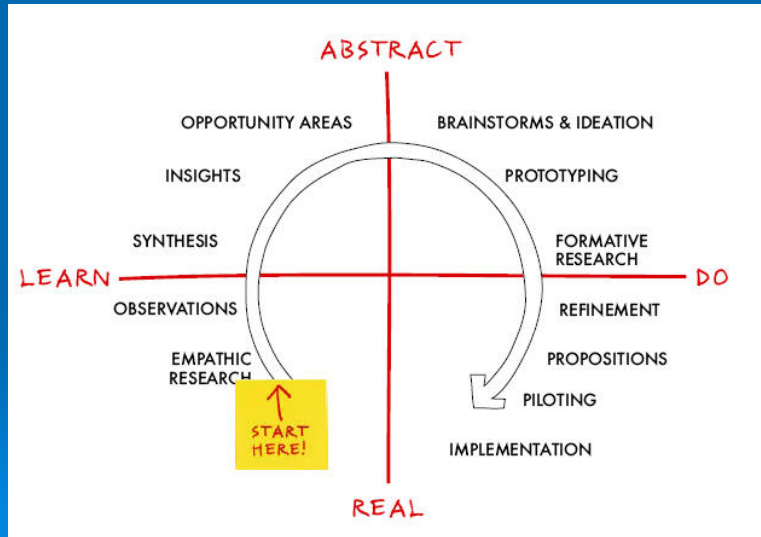 ABSTRACT
OPPORTUNITY AREAS
BRAINSTORMS & IDEATION
INSIGHTS
PROTOTYPING
SYNTHESIS
FORMATIVE
RESEARCH
LEARN
DO
OBSERVATIONS
REFINEMENT
EMPATHIC
RESEARCH
PROPOSITIONS
PILOTING
START
HERE!
IMPLEMENTATION
REAL